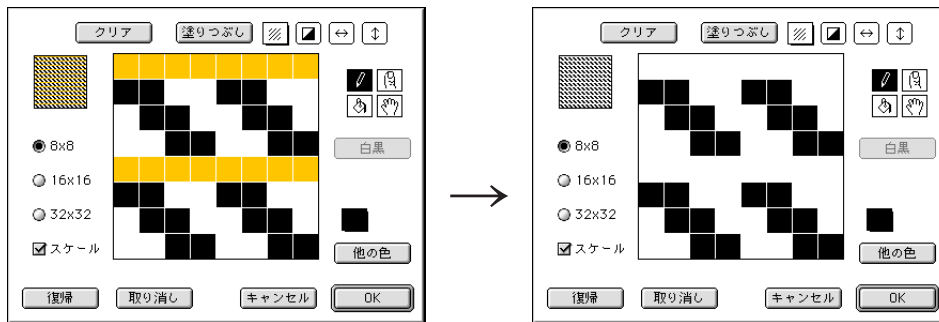 クリア 塗りつぶし
8x8
白黒
16x16
32x32
スケール
他の色
復帰 取り消し キャンセル OK
クリア 塗りつぶし
8x8
白黒
16x16
32x32
スケール
他の色
復帰 取り消し キャンセル OK